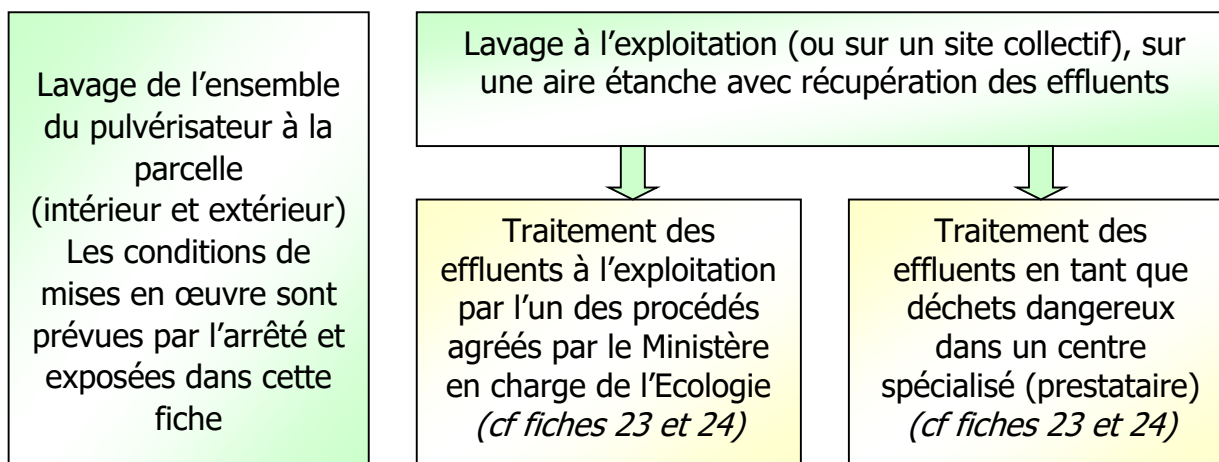 Lavage de l'ensemble
du pulvérisateur à la
parcelle
(intérieur et extérieur)
Les conditions de
mises en œuvre sont
prévues par l'arrêté et
exposées dans cette
fiche
Lavage à l'exploitation (ou sur un site collectif), sur
une aire étanche avec récupération des effluents
Traitement des
effluents à l'exploitation
par l'un des procédés
agréés par le Ministère
en charge de l'Ecologie
(cf fiches 23 et 24)
Traitement des
effluents en tant que
déchets dangereux
dans un centre
spécialisé (prestataire)
(cf fiches 23 et 24)